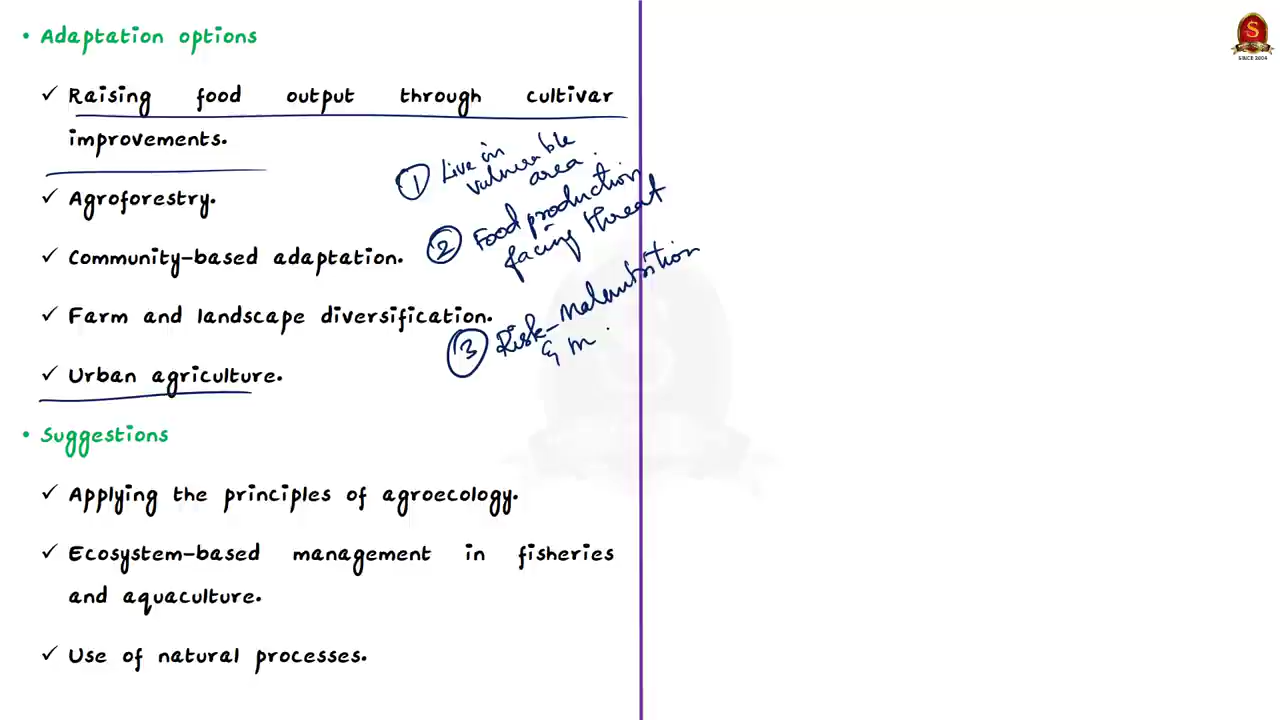 • Adaptation options
✓ Raising food output through cultivar
improvements.
✓ Agroforestry.
✓ Community-based adaptation.
✓ Farm and landscape diversification.
✓ Urban agriculture.
• Suggestions
✓ Applying the principles of agroecology.
✓ Ecosystem-based management in fisheries
and aquaculture.
✓ Use of natural processes.
① Live in
vulnerable
area.
② Food production
facing threat
③ Risk - Malnutrition
& m
S
SINCE 2004